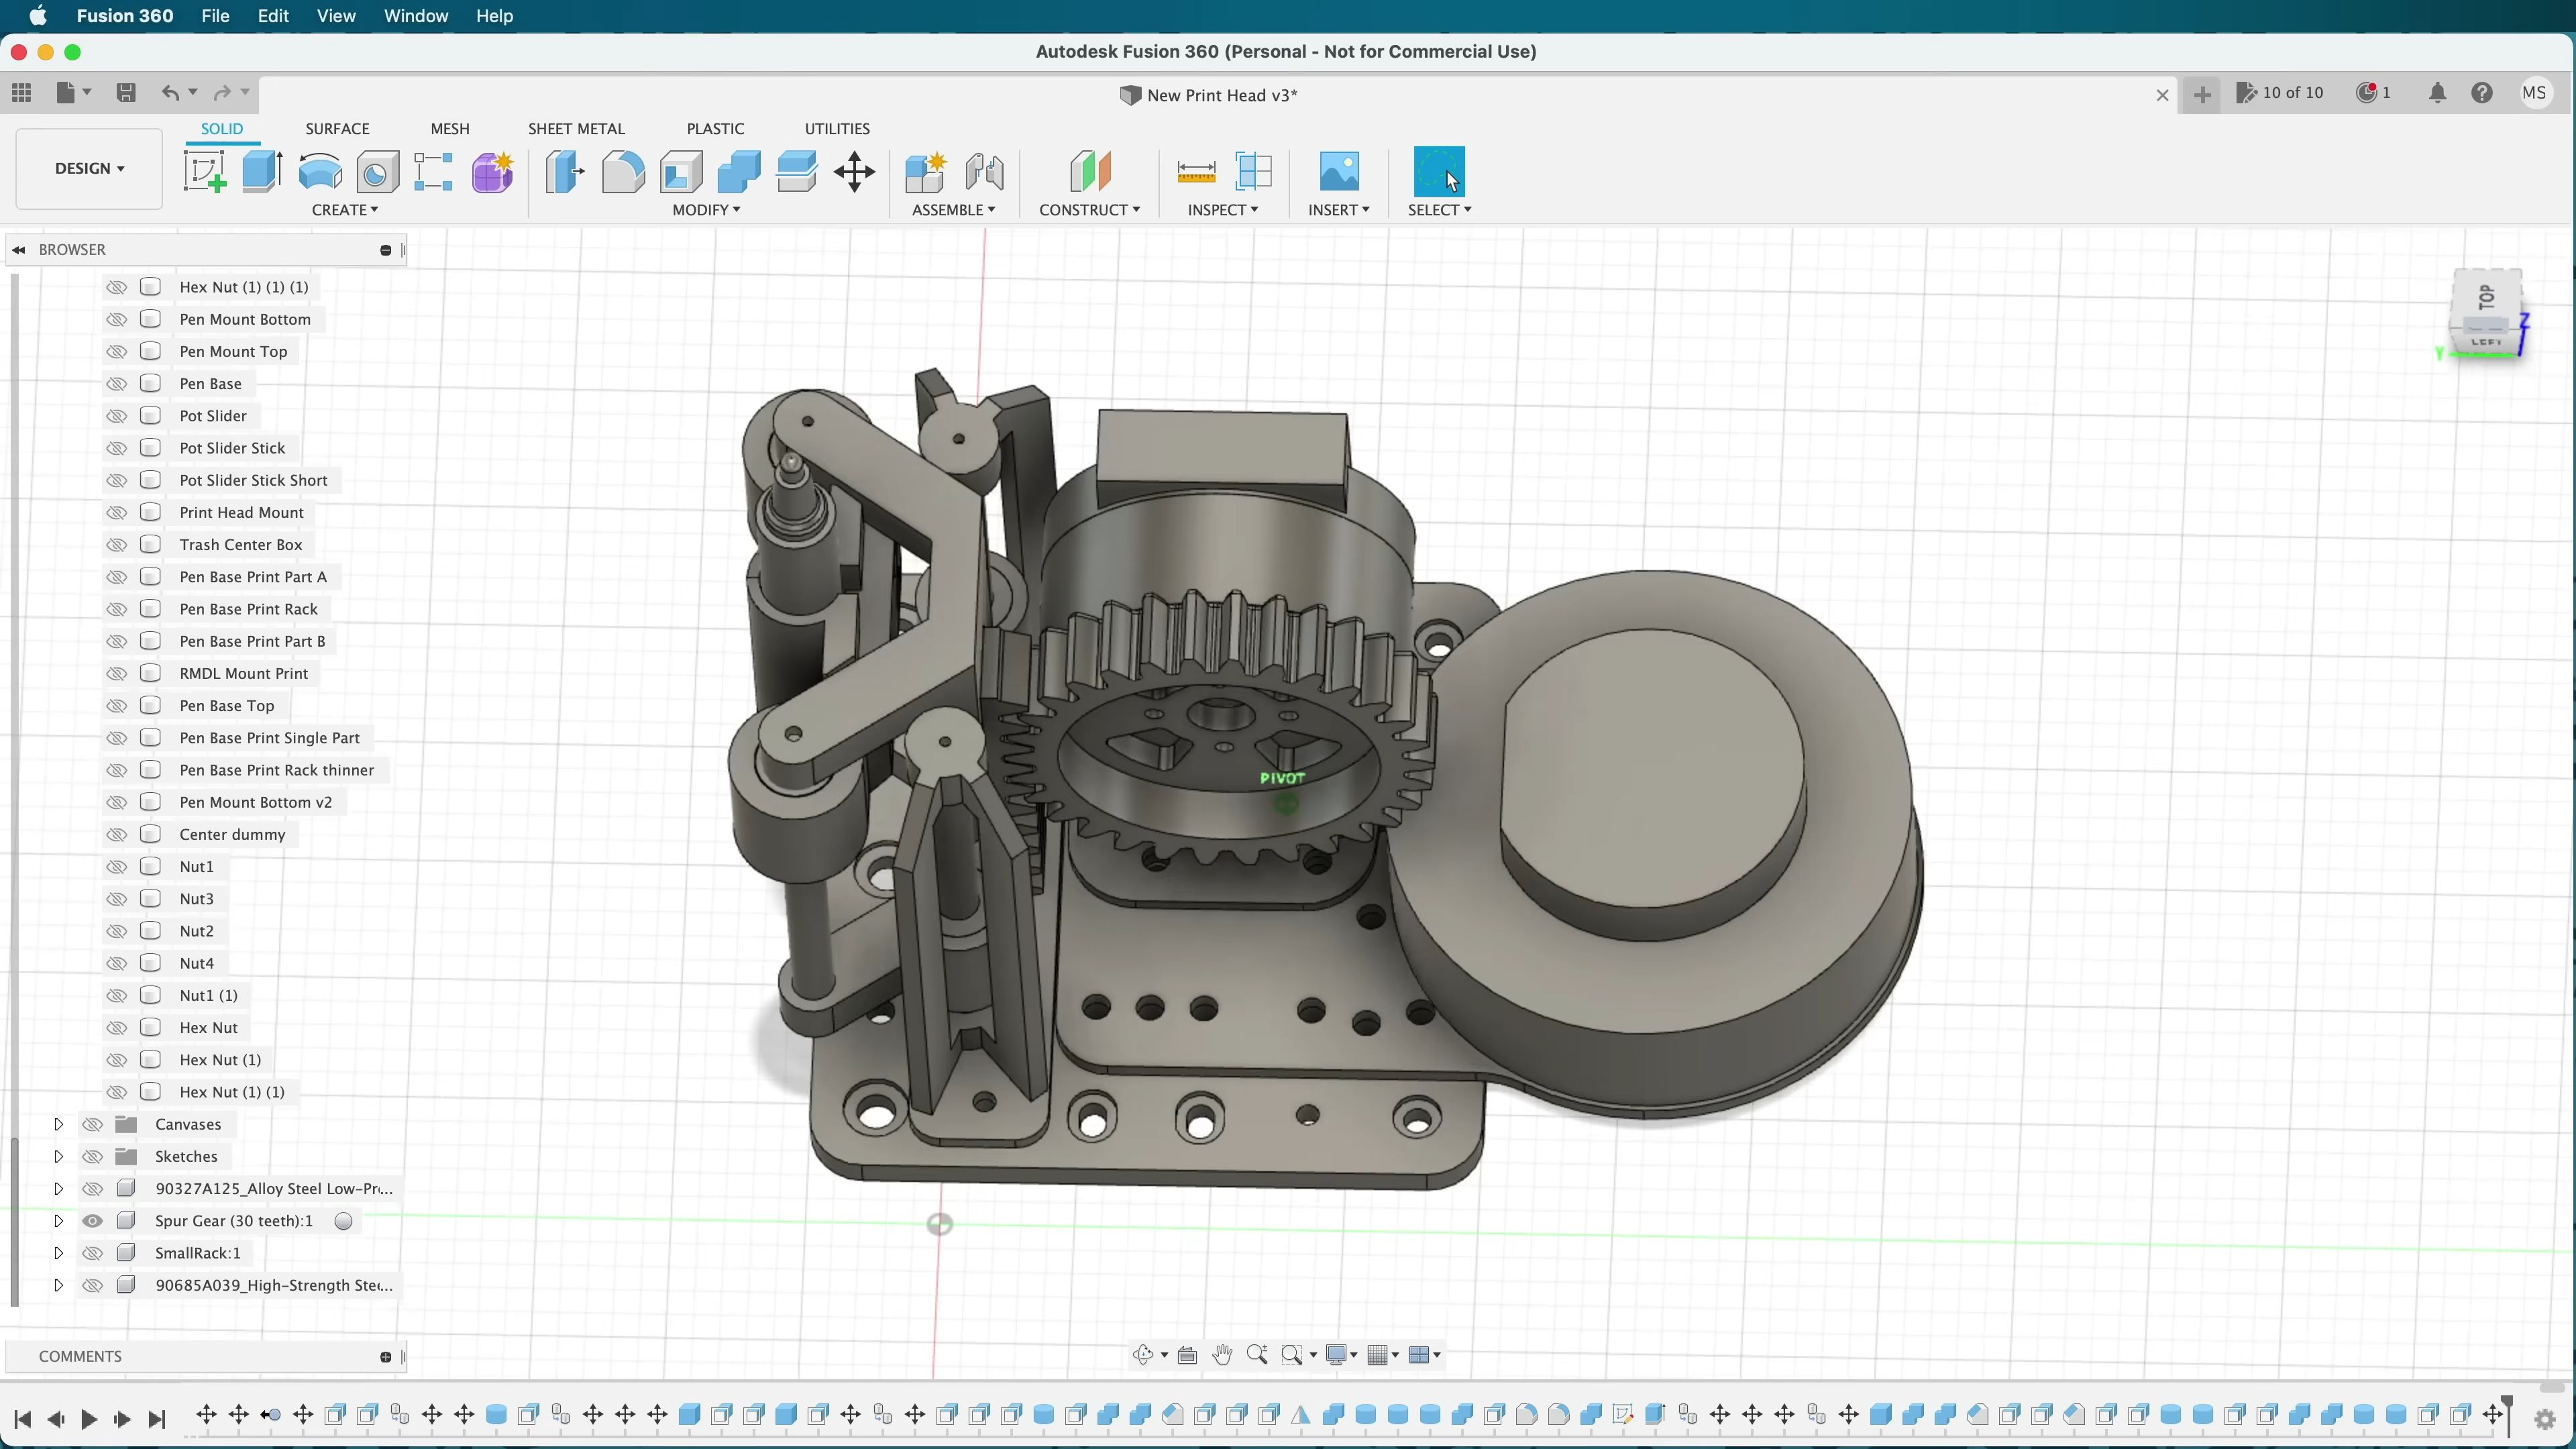 Fusion 360 File Edit View Window Help
Autodesk Fusion 360 (Personal - Not for Commercial Use)
New Print Head v3*
10 of 10
1
MS
SOLID SURFACE MESH SHEET METAL PLASTIC UTILITIES
DESIGN
CREATE MODIFY ASSEMBLE CONSTRUCT INSPECT INSERT SELECT
BROWSER
Hex Nut (1) (1) (1)
Pen Mount Bottom
Pen Mount Top
Pen Base
Pot Slider
Pot Slider Stick
Pot Slider Stick Short
Print Head Mount
Trash Center Box
Pen Base Print Part A
Pen Base Print Rack
Pen Base Print Part B
RMDL Mount Print
Pen Base Top
Pen Base Print Single Part
Pen Base Print Rack thinner
Pen Mount Bottom v2
Center dummy
Nut1
Nut3
Nut2
Nut4
Nut1 (1)
Hex Nut
Hex Nut (1)
Hex Nut (1) (1)
Canvases
Sketches
90327A125_Alloy Steel Low-Pr...
Spur Gear (30 teeth):1
SmallRack:1
90685A039_High-Strength Stee...
COMMENTS
TOP
LEFT
Z
Y
PIVOT